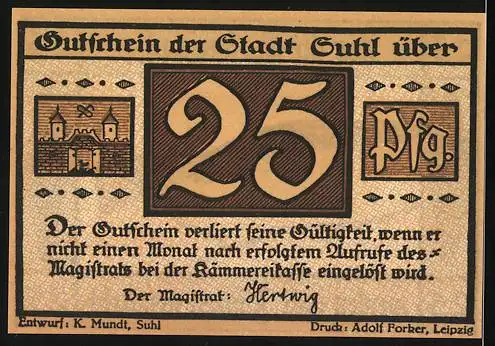 Gutschein der Stadt Suhl über
25
Pfg.
Der Gutschein verliert seine Gültigkeit, wenn er
nicht einen Monat nach erfolgtem Aufrufe des=
Magistrats bei der Kämmereikasse eingelöst wird.
Der Magistrat: Hertwig
Entwurf: K. Mundt, Suhl
Druck: Adolf Forker, Leipzig